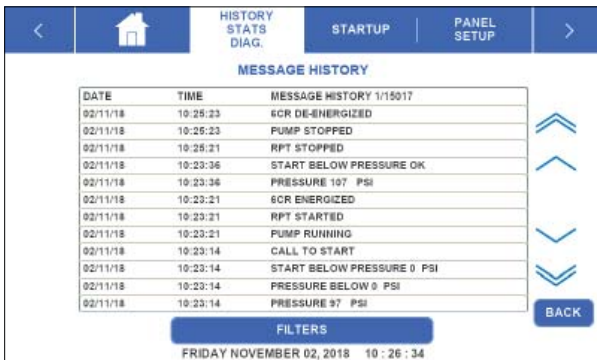 HISTORY
STATS
DIAG.
STARTUP
PANEL
SETUP
MESSAGE HISTORY
DATE TIME MESSAGE HISTORY 1/15017
02/11/18 10:25:23 6CR DE-ENERGIZED
02/11/18 10:25:23 PUMP STOPPED
02/11/18 10:25:21 RPT STOPPED
02/11/18 10:23:36 START BELOW PRESSURE OK
02/11/18 10:23:36 PRESSURE 107 PSI
02/11/18 10:23:21 6CR ENERGIZED
02/11/18 10:23:21 RPT STARTED
02/11/18 10:23:21 PUMP RUNNING
02/11/18 10:23:14 CALL TO START
02/11/18 10:23:14 START BELOW PRESSURE 0 PSI
02/11/18 10:23:14 PRESSURE BELOW 0 PSI
02/11/18 10:23:14 PRESSURE 97 PSI
BACK
FILTERS
FRIDAY NOVEMBER 02, 2018 10 : 26 : 34